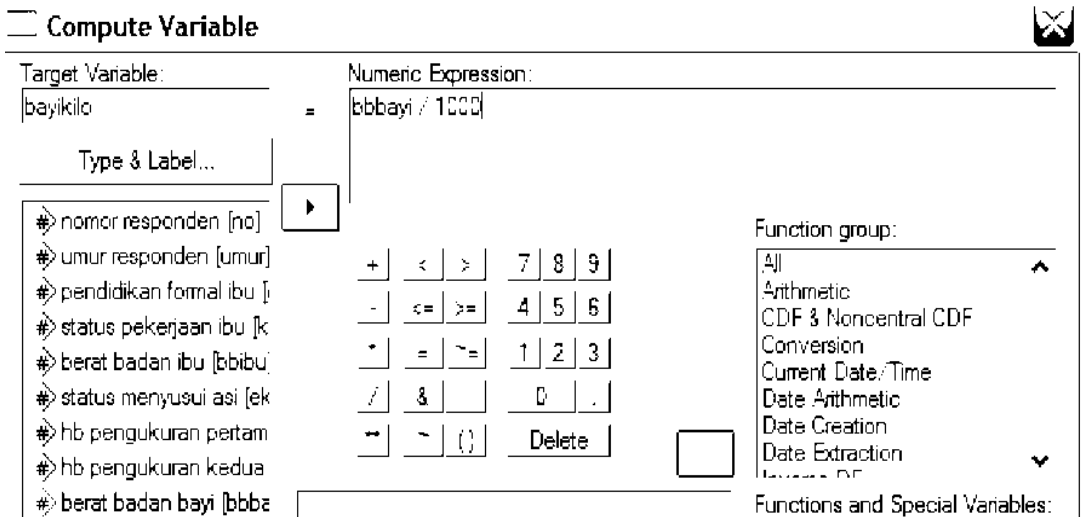 Compute Variable
Target Variable:
bayikilo
=
Numeric Expression:
bbbayi / 1000
Type & Label...
nomor responden [no]
umur responden [umur]
pendidikan formal ibu [
status pekerjaan ibu [k
berat badan ibu [bbibu]
status menyusui asi [ek
hb pengukuran pertam
hb pengukuran kedua
berat badan bayi [bbba
+ < > 7 8 9
- <= >= 4 5 6
* = ~= 1 2 3
/ & 0 .
** ~ () Delete
Function group:
All
Arithmetic
CDF & Noncentral CDF
Conversion
Current Date/Time
Date Arithmetic
Date Creation
Date Extraction
Inverse DF
Functions and Special Variables: